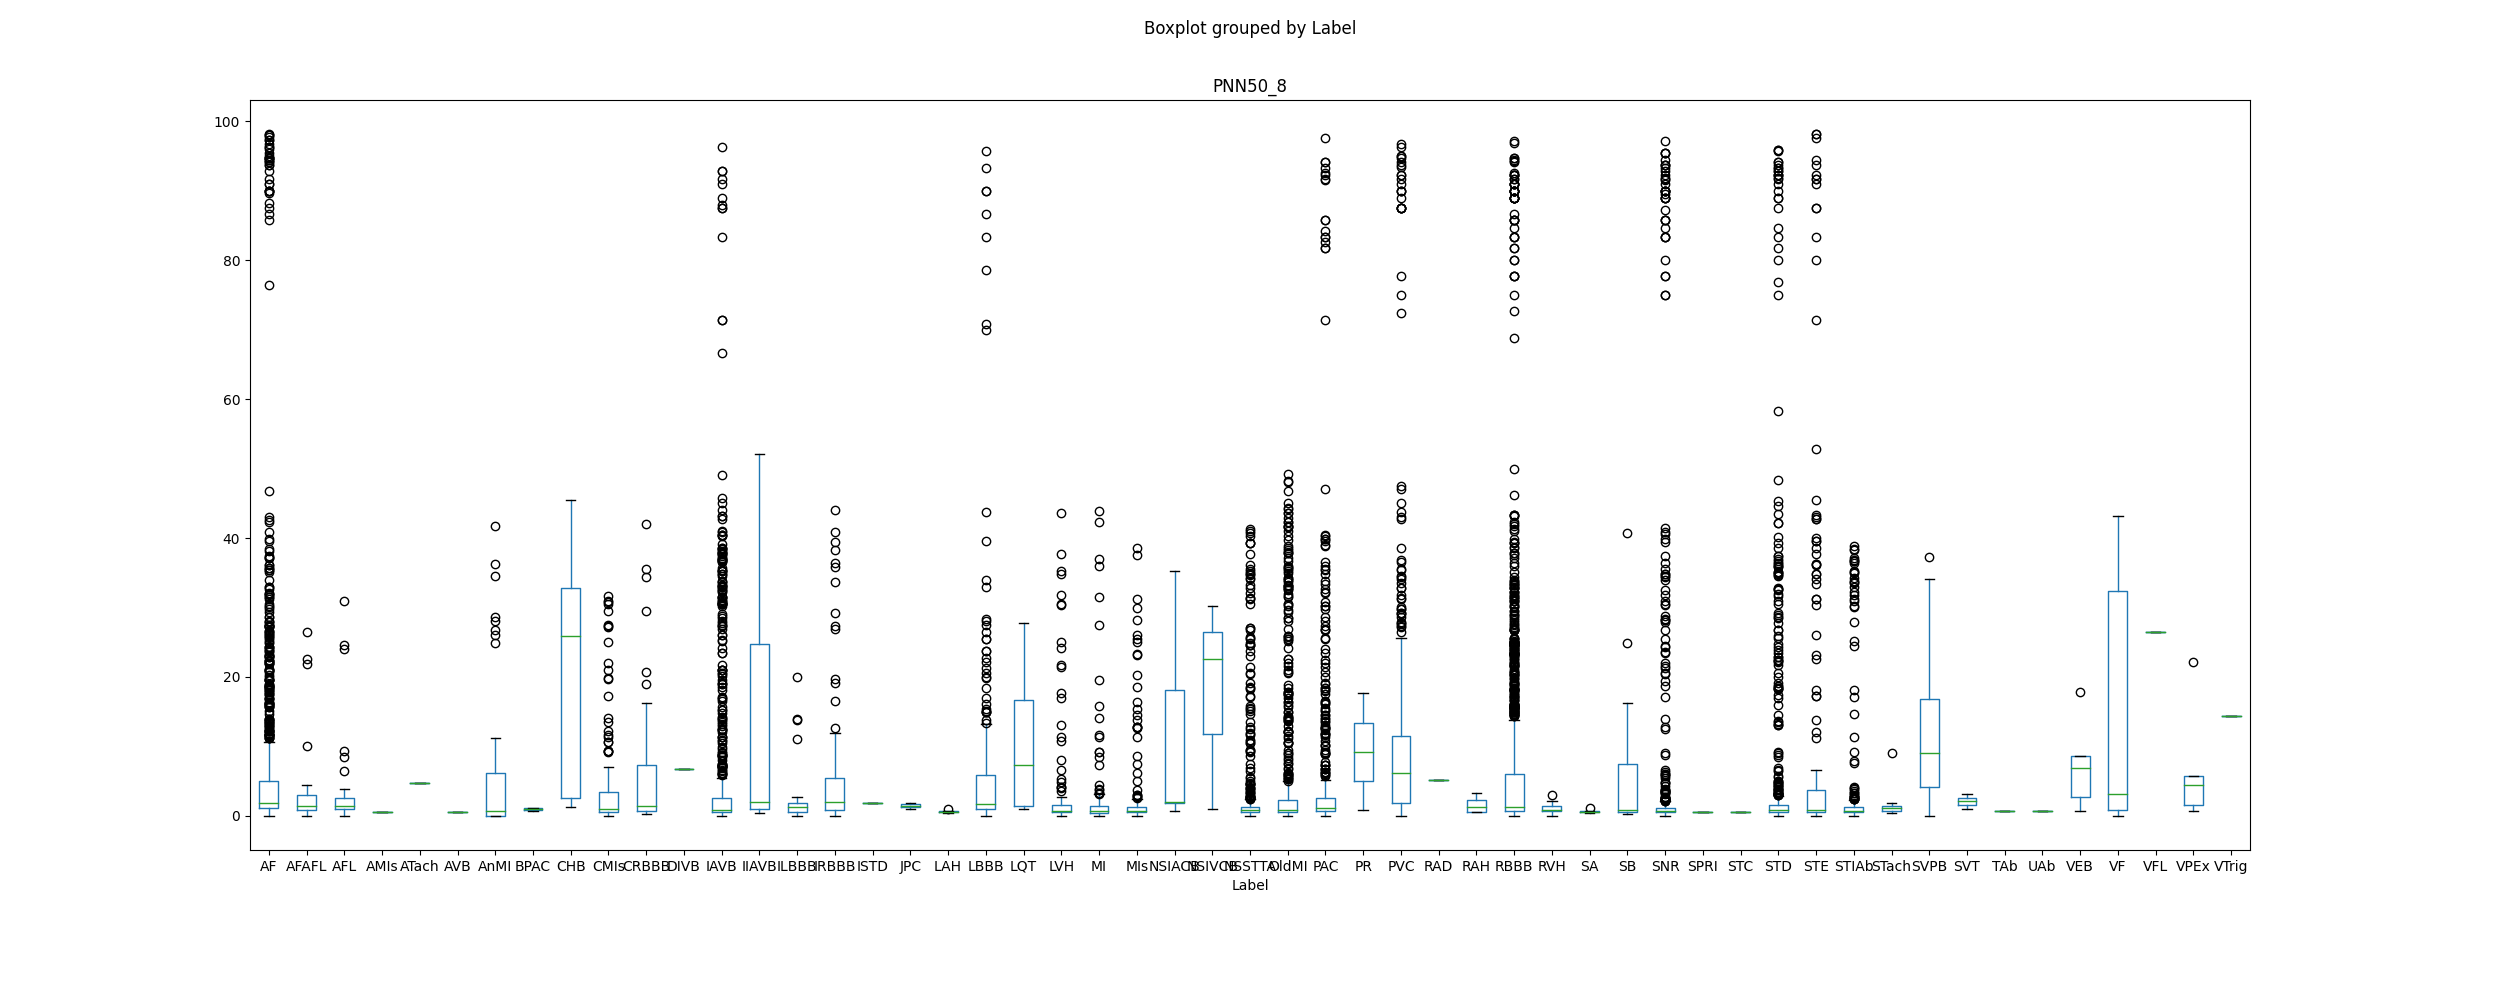 Boxplot grouped by Label
PNN50_8
100
80
60
40
20
0
AF AFAFL AFL AMIs ATach AVB AnMI BPAC CHB CMIs CRBBB DIVB IAVB IIAVB ILBBB IRBBB ISTD JPC LAH LBBB LQT LVH MI MIs NSIACB NSIVCB NSSTTA OldMI PAC PR PVC RAD RAH RBBB RVH SA SB SNR SPRI STC STD STE STIAb STach SVPB SVT TAb UAb VEB VF VFL VPEx VTrig
Label